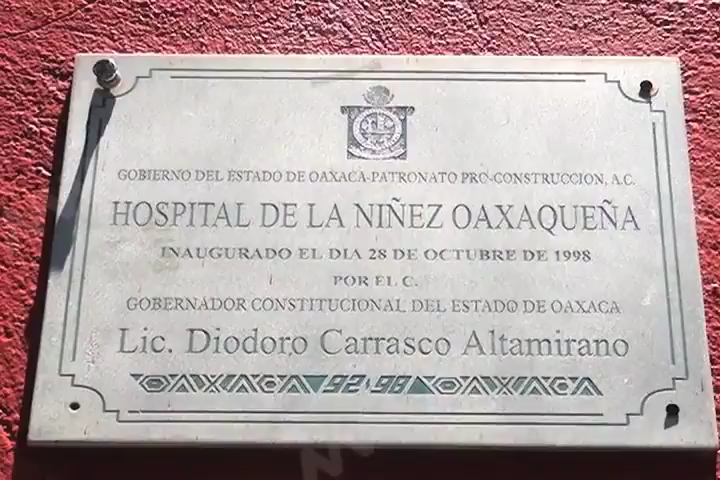 GOBIERNO DEL ESTADO DE OAXACA-PATRONATO PRO-CONSTRUCCION, A.C.
HOSPITAL DE LA NIÑEZ OAXAQUEÑA
INAUGURADO EL DIA 28 DE OCTUBRE DE 1998
POR EL C.
GOBERNADOR CONSTITUCIONAL DEL ESTADO DE OAXACA
Lic. Diodoro Carrasco Altamirano
OAXACA 92 98 OAXACA